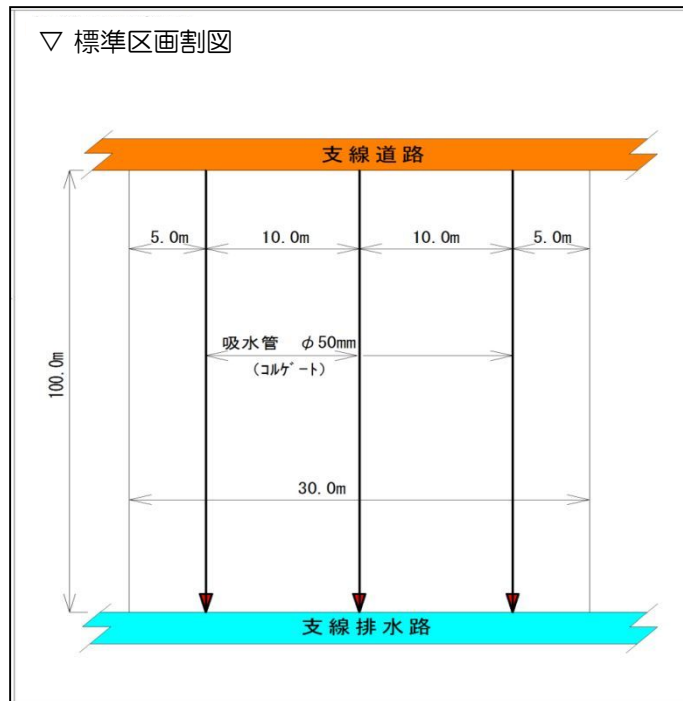 ▽ 標準区画割図
支線道路
5.0m 10.0m 10.0m 5.0m
吸水管 φ50mm
(ｺﾙｹﾞｰﾄ)
100.0m
30.0m
支線排水路